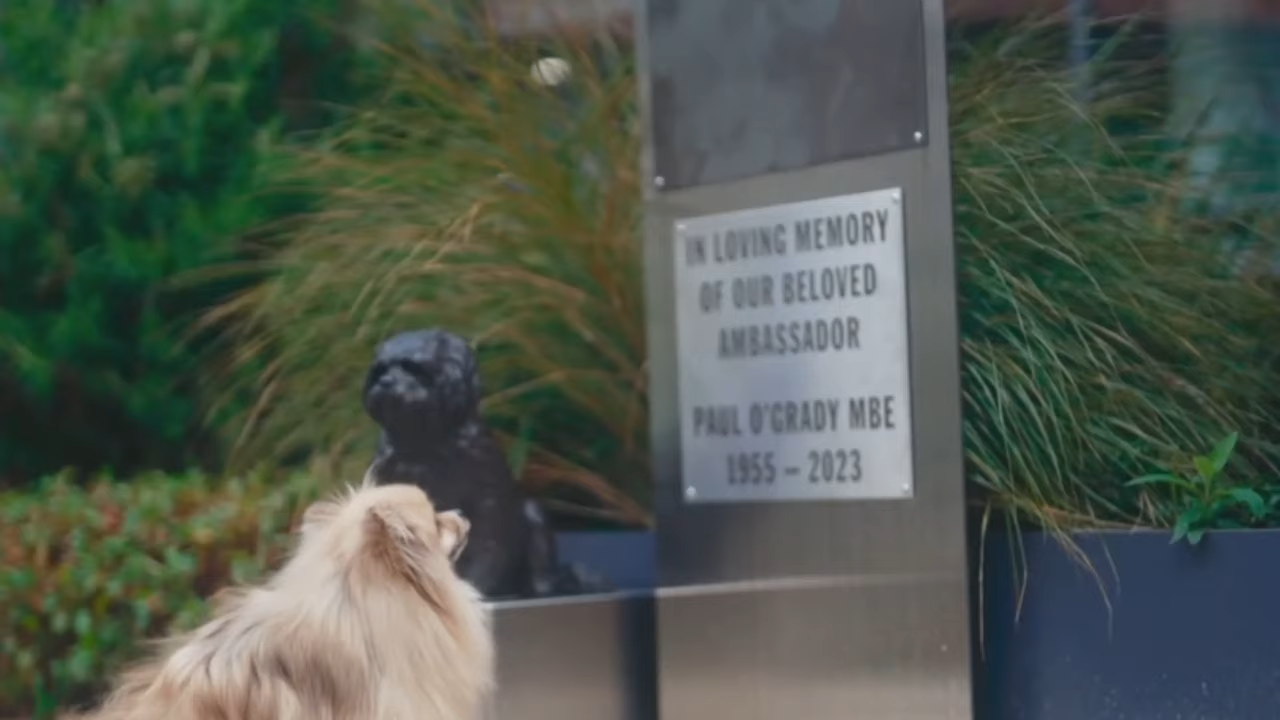 IN LOVING MEMORY
OF OUR BELOVED
AMBASSADOR
PAUL O'GRADY MBE
1955 – 2023